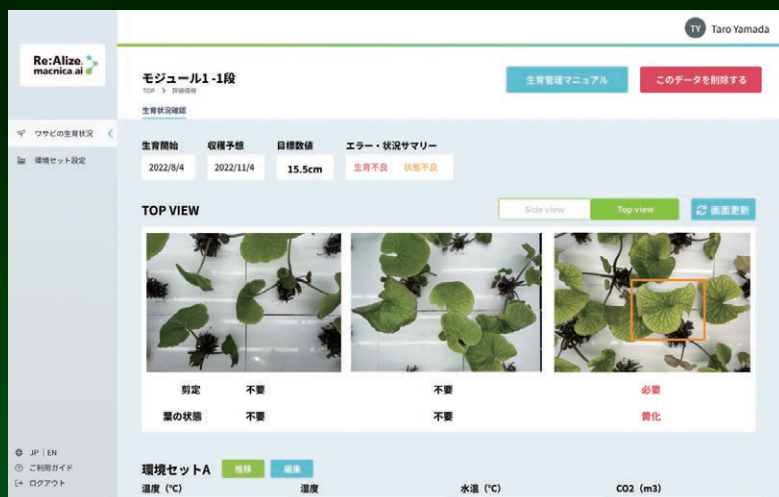 TY Taro Yamada
Re:Alize.
macnica.ai
モジュール1 -1段
TOP > 詳細情報
生育管理マニュアル
このデータを削除する
生育状況確認
ワサビの生育状況
環境セット設定
生育開始 収穫予想 目標数値 エラー・状況サマリー
2022/8/4 2022/11/4 15.5cm 生育不良 状態不良
TOP VIEW
Side view Top view 画面更新
剪定 不要 不要 必要
葉の状態 不要 不要 黄化
環境セットA 推移 編集
温度（℃） 湿度 水温（℃） CO2（m3）
JP | EN
ご利用ガイド
ログアウト